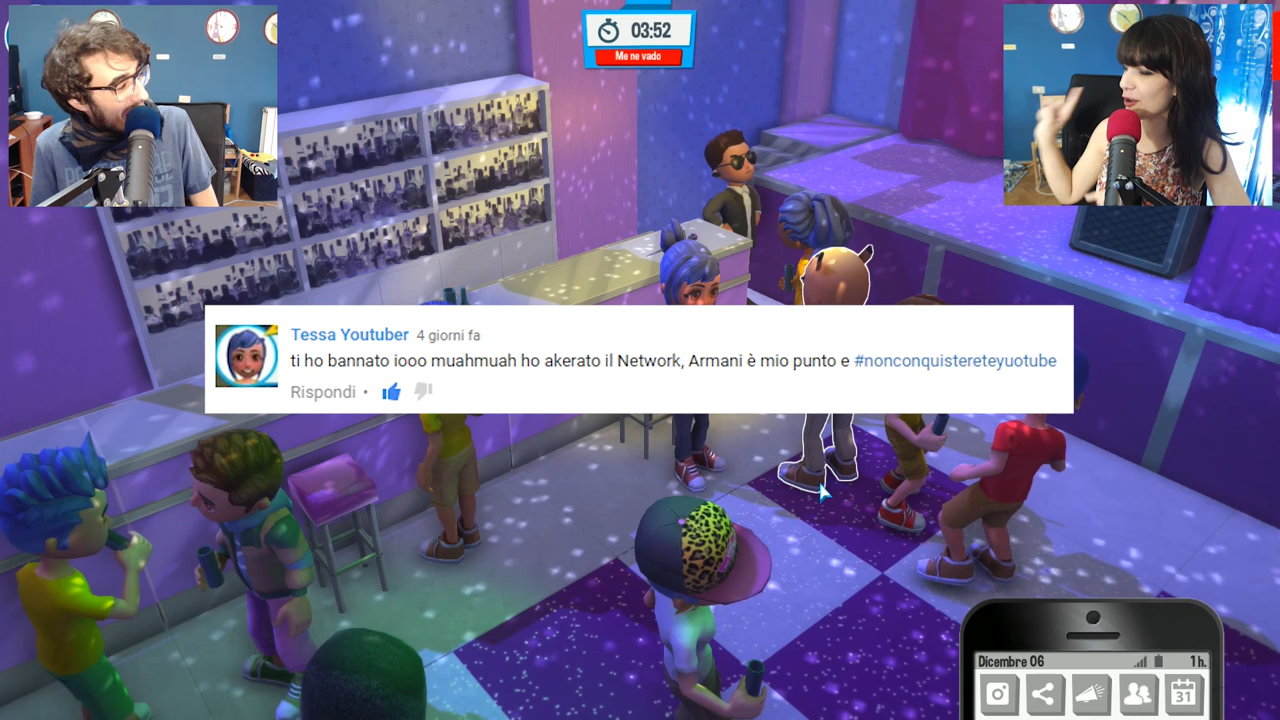 03:52
Me ne vado
Tessa Youtuber 4 giorni fa
ti ho bannato iooo muahmuah ho akerato il Network, Armani è mio punto e #nonconquistereteyuotube
Rispondi •
Dicembre 06 1h.
31